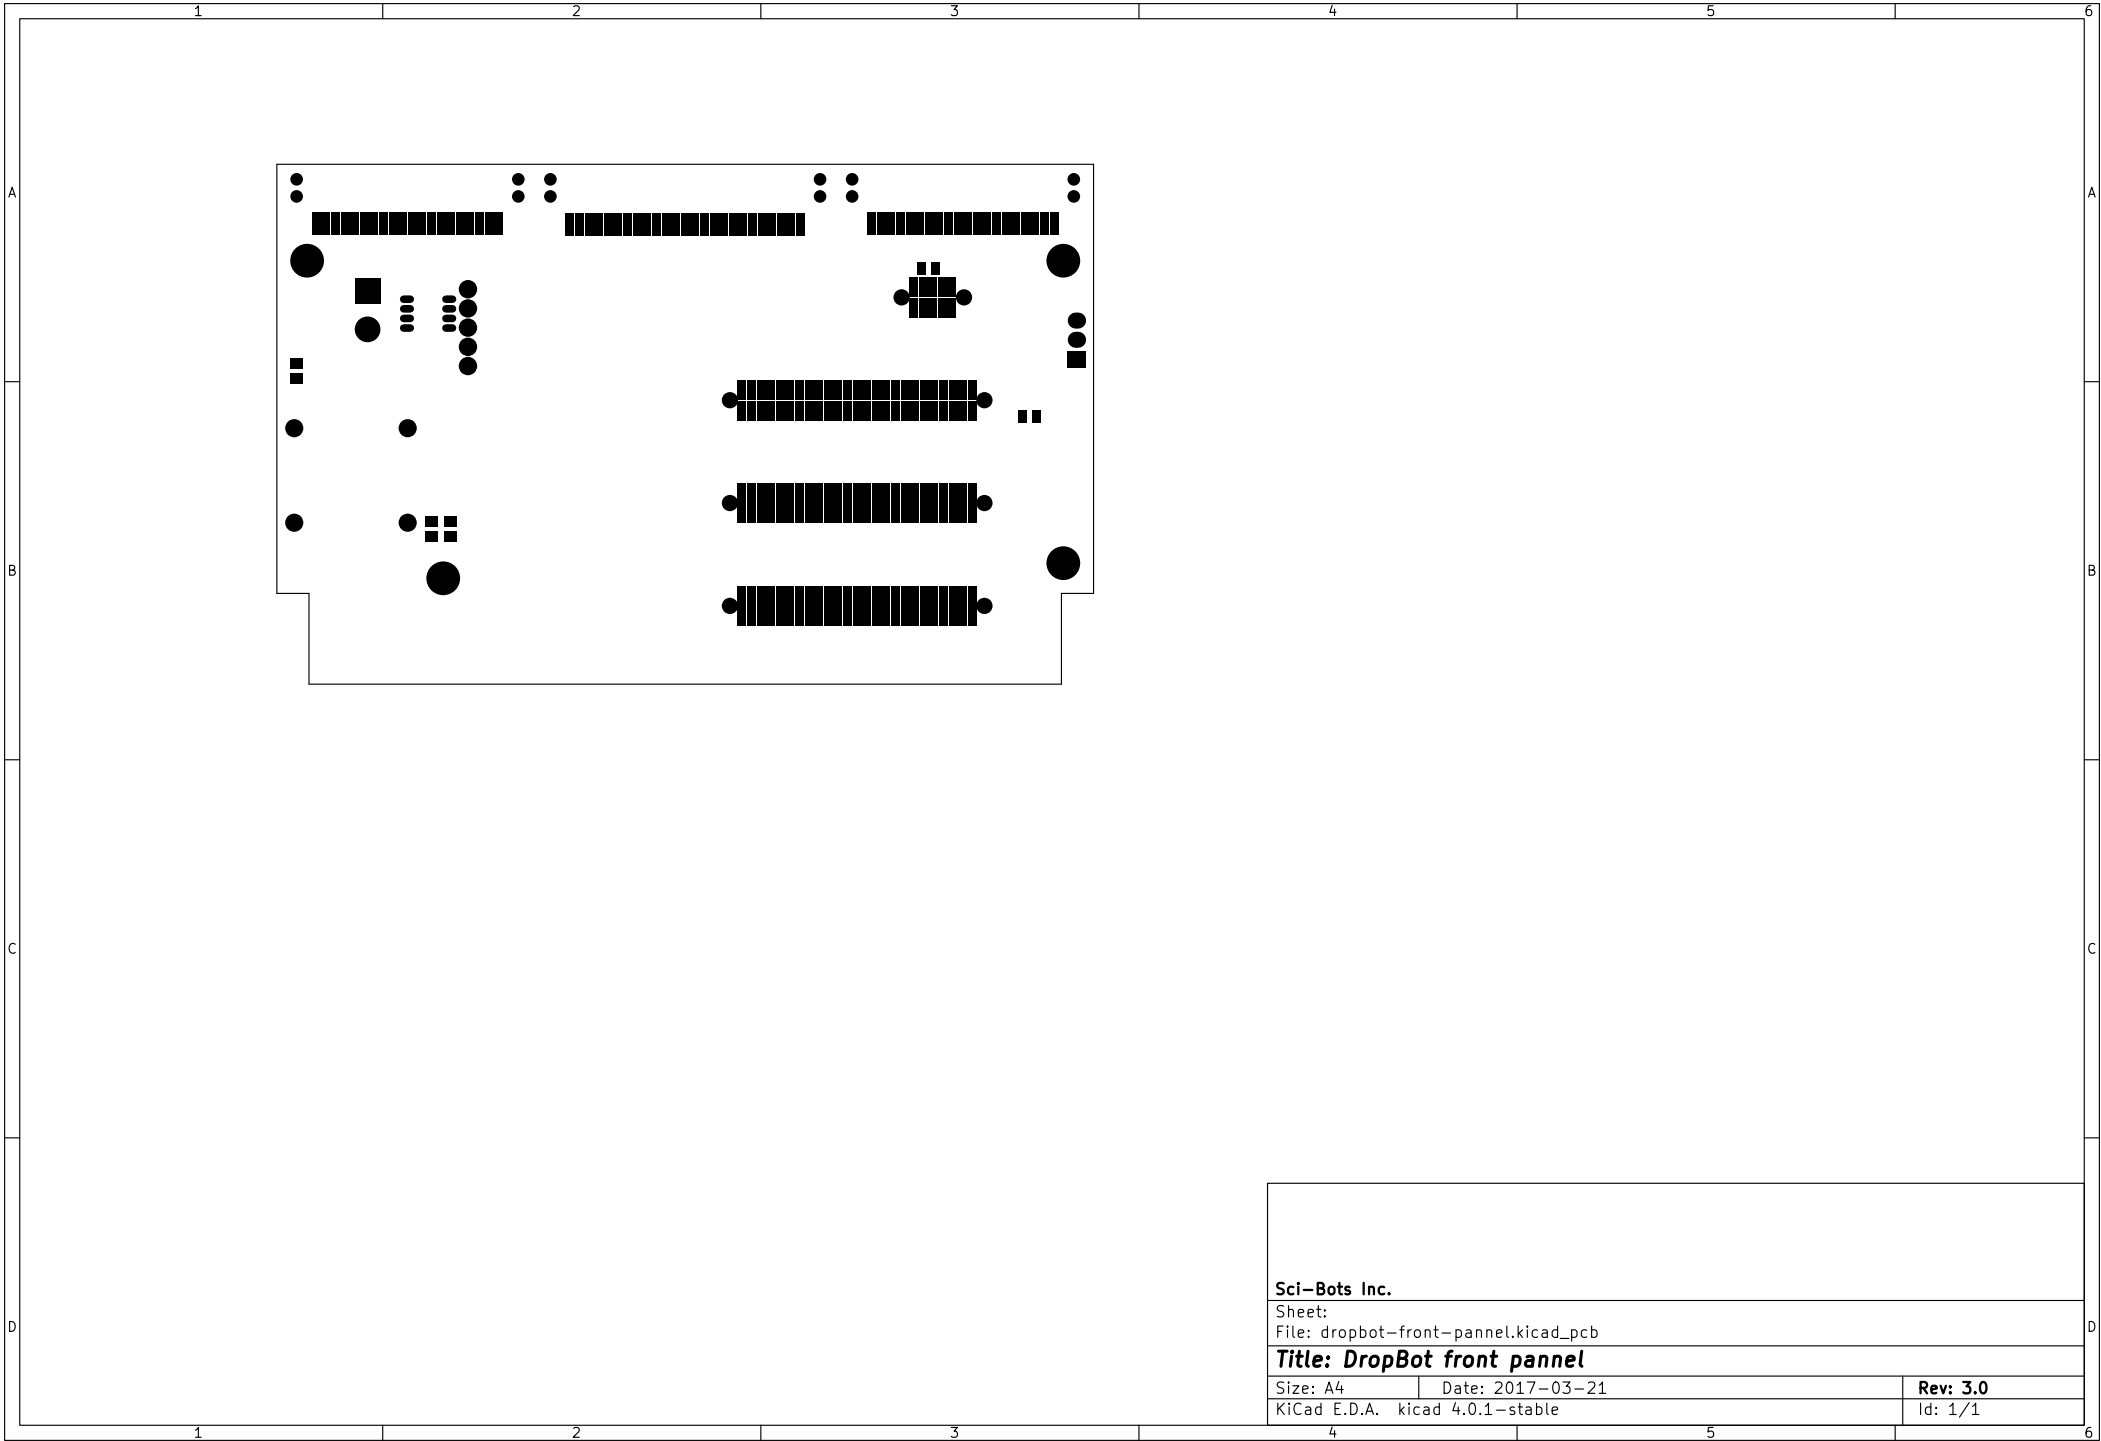 1 2 3 4 5 6
A A
B B
C C
Sci-Bots Inc.
Sheet:
File: dropbot-front-pannel.kicad_pcb
D D
Title: DropBot front pannel
Size: A4 Date: 2017-03-21 Rev: 3.0
KiCad E.D.A. kicad 4.0.1-stable Id: 1/1
1 2 3 4 5 6